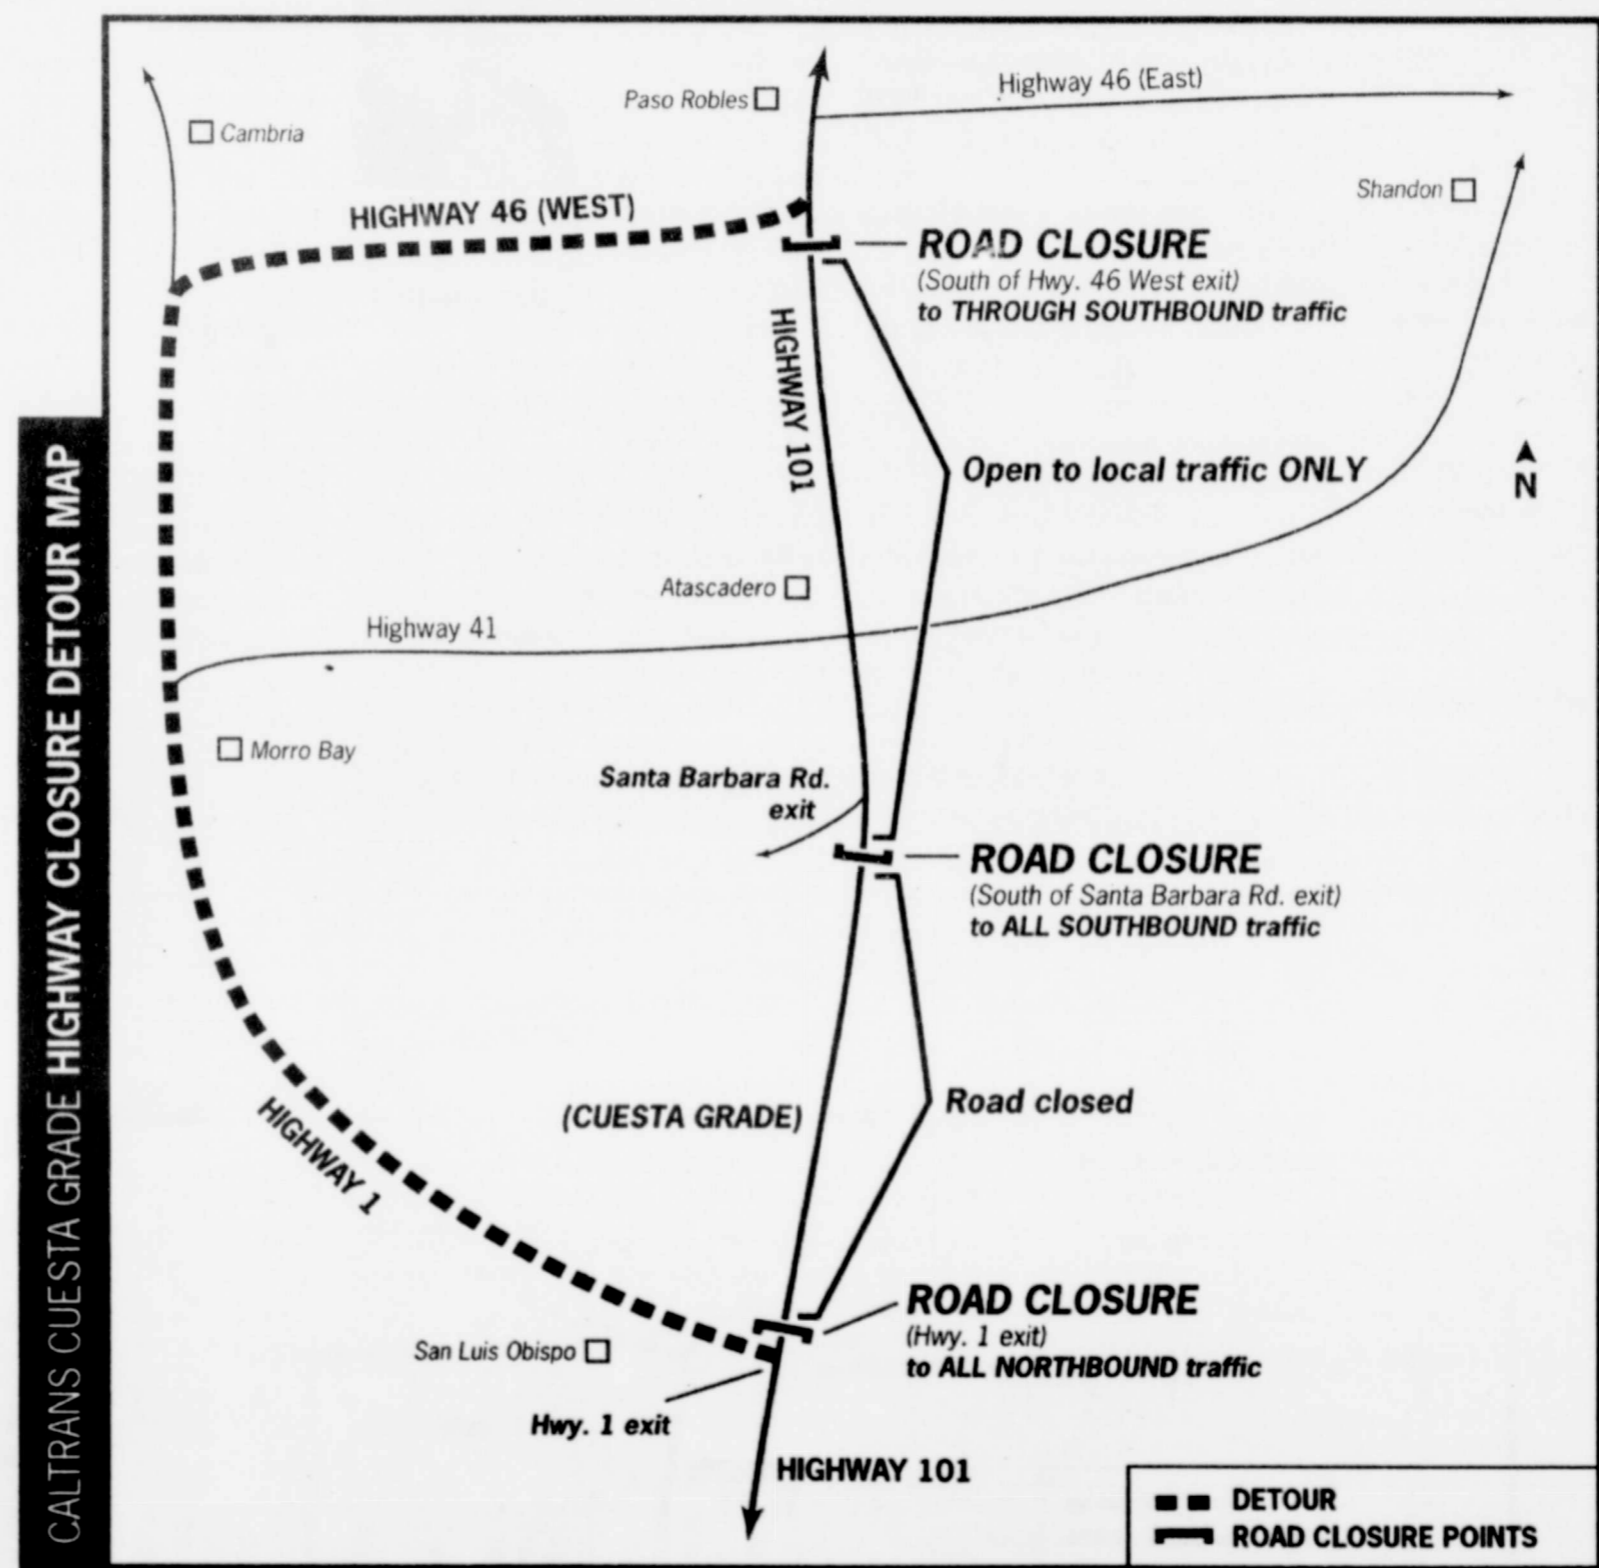 CALTRANS CUESTA GRADE HIGHWAY CLOSURE DETOUR MAP
Paso Robles
Highway 46 (East)
Cambria
Shandon
HIGHWAY 46 (WEST)
ROAD CLOSURE
(South of Hwy. 46 West exit)
to THROUGH SOUTHBOUND traffic
HIGHWAY 101
Open to local traffic ONLY
N
Atascadero
Highway 41
Morro Bay
Santa Barbara Rd.
exit
ROAD CLOSURE
(South of Santa Barbara Rd. exit)
to ALL SOUTHBOUND traffic
(CUESTA GRADE)
Road closed
HIGHWAY 1
ROAD CLOSURE
(Hwy. 1 exit)
to ALL NORTHBOUND traffic
San Luis Obispo
Hwy. 1 exit
HIGHWAY 101
DETOUR
ROAD CLOSURE POINTS